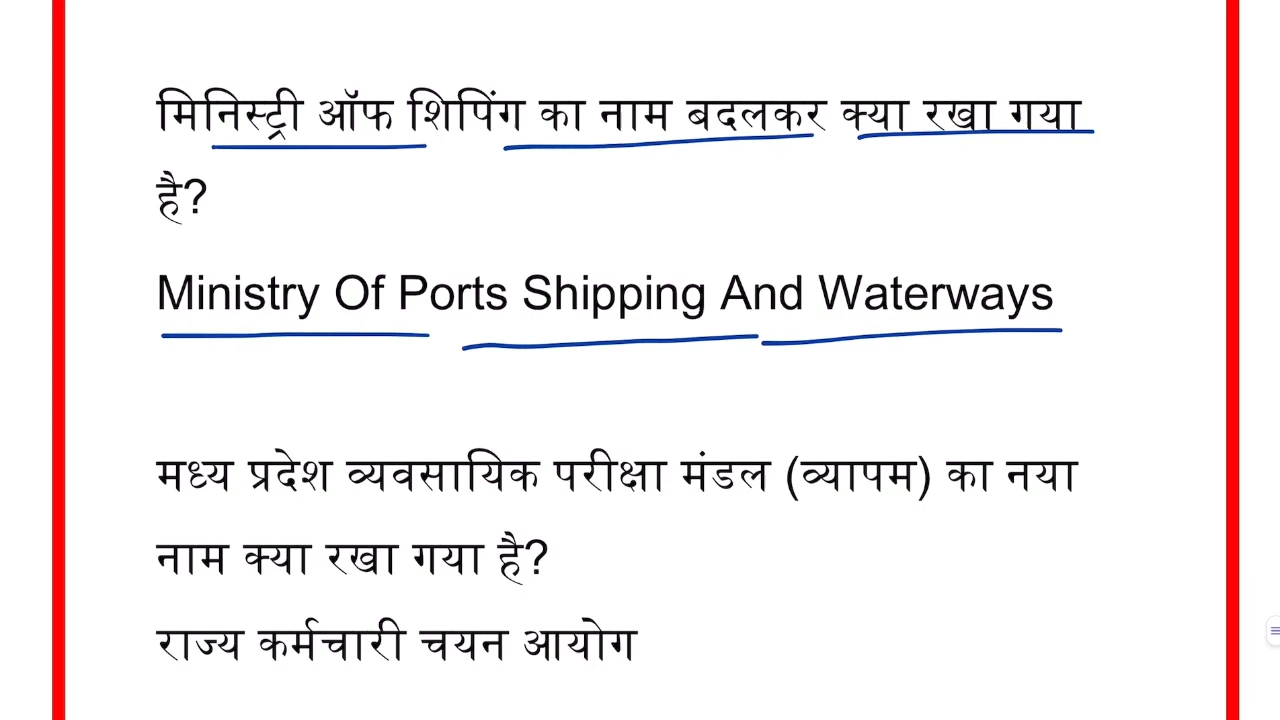 मिनिस्ट्री ऑफ शिपिंग का नाम बदलकर क्या रखा गया
है?
Ministry Of Ports Shipping And Waterways
मध्य प्रदेश व्यवसायिक परीक्षा मंडल (व्यापम) का नया
नाम क्या रखा गया है?
राज्य कर्मचारी चयन आयोग